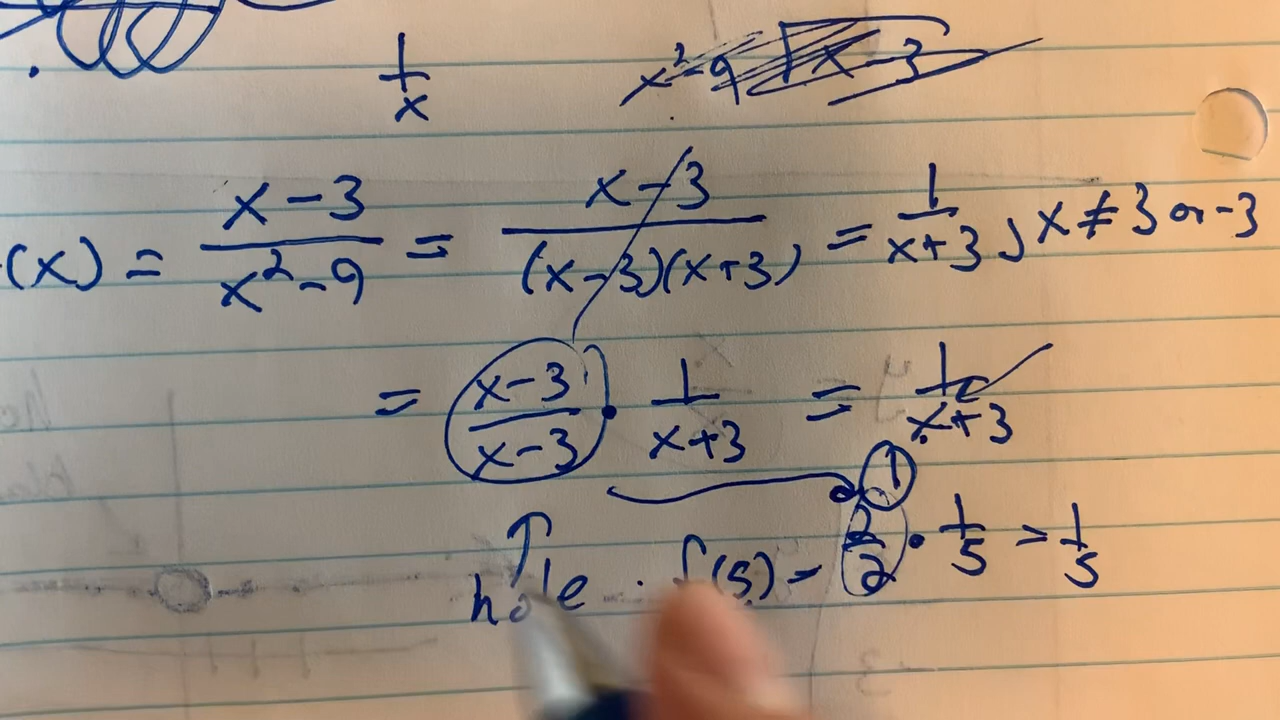 1/x
x²-9 √x-3
(x) = (x-3)/(x²-9) = (x-3)/((x-3)(x+3)) = 1/(x+3), x≠3 or -3
= (x-3)/(x-3) · 1/(x+3) = 1/(x+3)
1
hole f(5) = 2/2 · 1/5 = 1/5